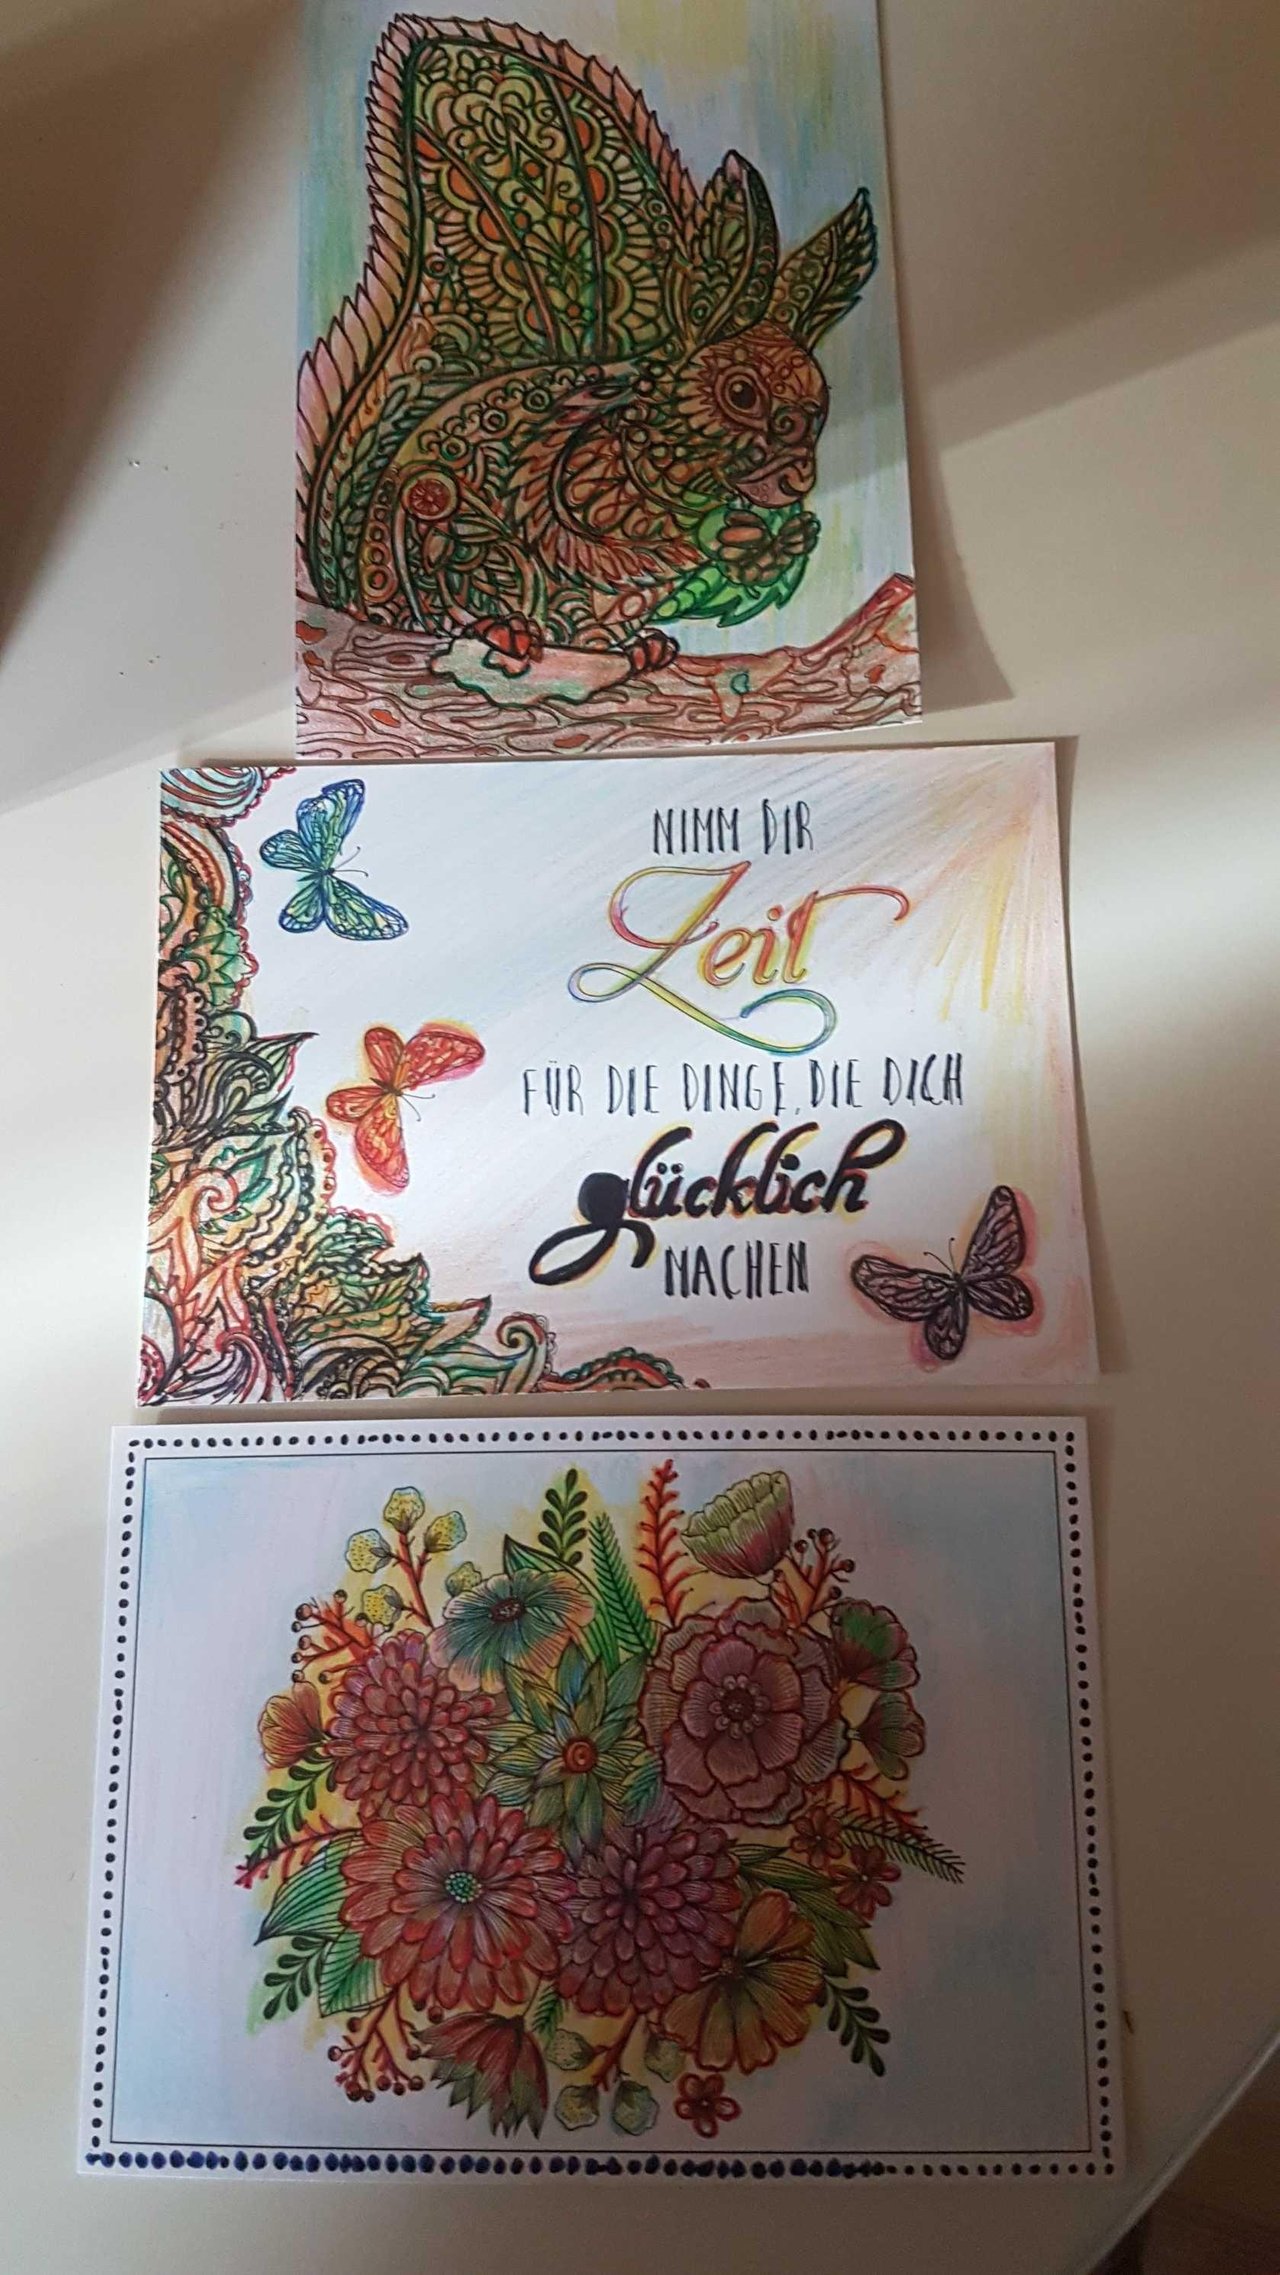 NIMM DIR
Zeit
FÜR DIE DINGE, DIE DICH
glücklich
MACHEN